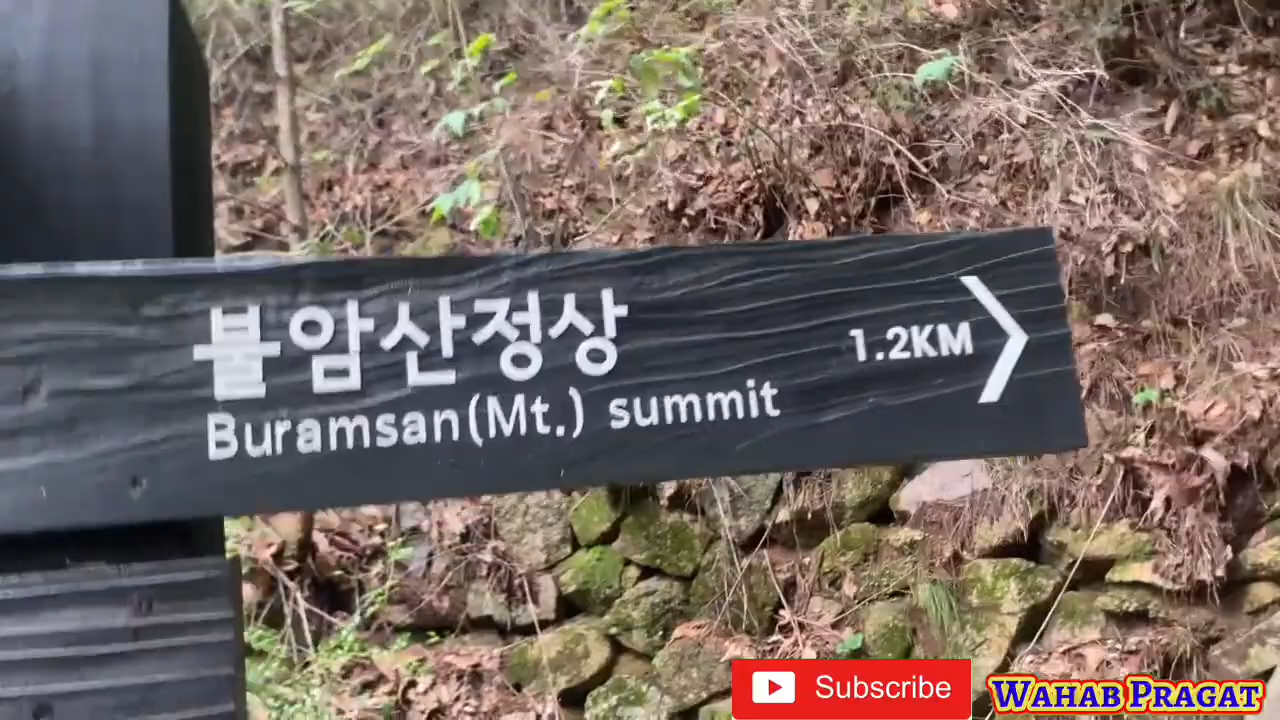 불암산정상
Buramsan(Mt.) summit
1.2KM
Subscribe
WAHAB PRAGAT